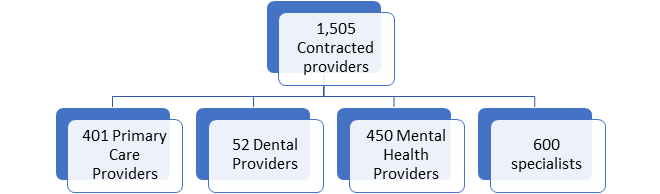 1,505
Contracted
providers
401 Primary
Care
Providers
52 Dental
Providers
450 Mental
Health
Providers
600
specialists